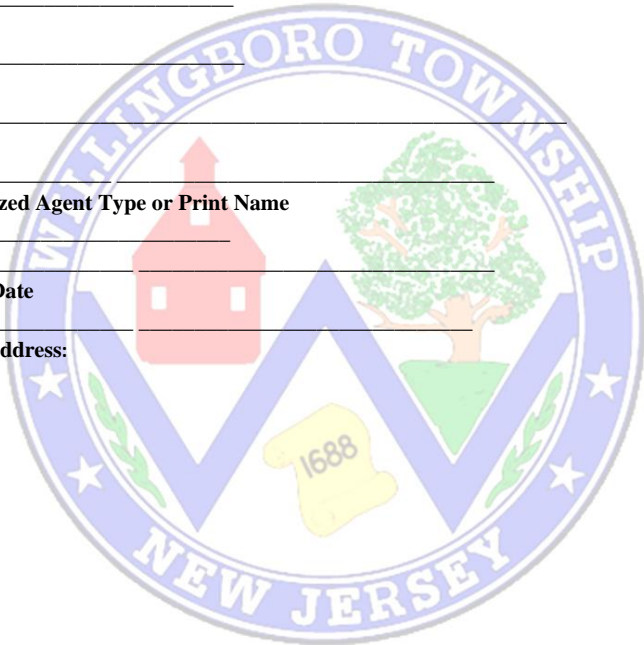 WILLINGBORO TOWNSHIP
zed Agent Type or Print Name
Date
ddress:
1688
NEW JERSEY